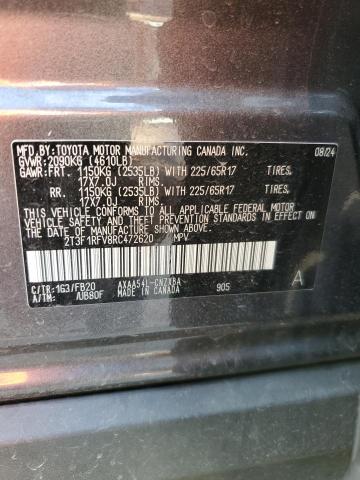 MFD.BY:TOYOTA MOTOR MANUFACTURING CANADA INC. 08/24
GVWR:2090KG (4610LB)
GAWR:FRT. 1150KG (2535LB) WITH 225/65R17 TIRES,
17X7.0J RIMS,
RR. 1150KG (2535LB) WITH 225/65R17 TIRES,
17X7.0J RIMS,
THIS VEHICLE CONFORMS TO ALL APPLICABLE FEDERAL MOTOR
VEHICLE SAFETY AND THEFT PREVENTION STANDARDS IN EFFECT
ON THE DATE OF MANUFACTURE SHOWN ABOVE.
2T3F1RFV8RC472620 MPV
C/TR:1G3/FB20 AXAA54L-CNZXBA
A/TM: /UB80F MADE IN CANADA 905 A